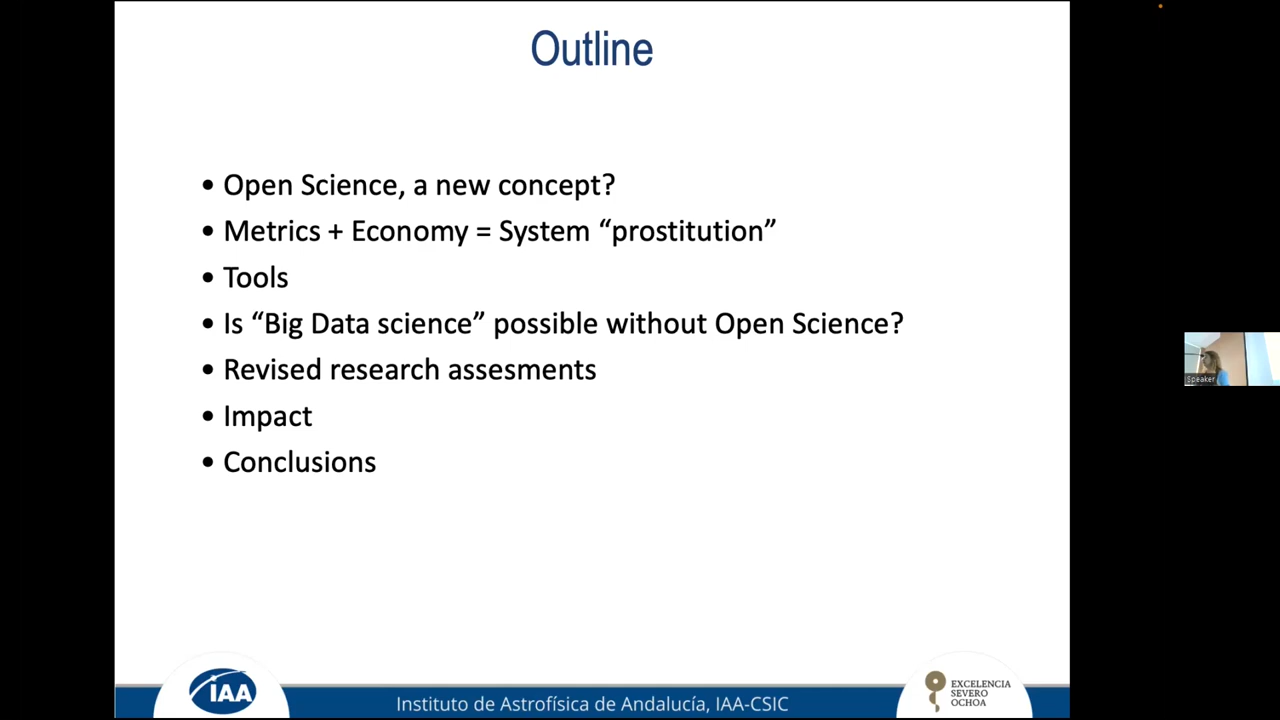 Outline
• Open Science, a new concept?
• Metrics + Economy = System “prostitution”
• Tools
• Is “Big Data science” possible without Open Science?
• Revised research assesments
• Impact
• Conclusions
Speaker
IAA
Instituto de Astrofísica de Andalucía, IAA-CSIC
EXCELENCIA
SEVERO
OCHOA